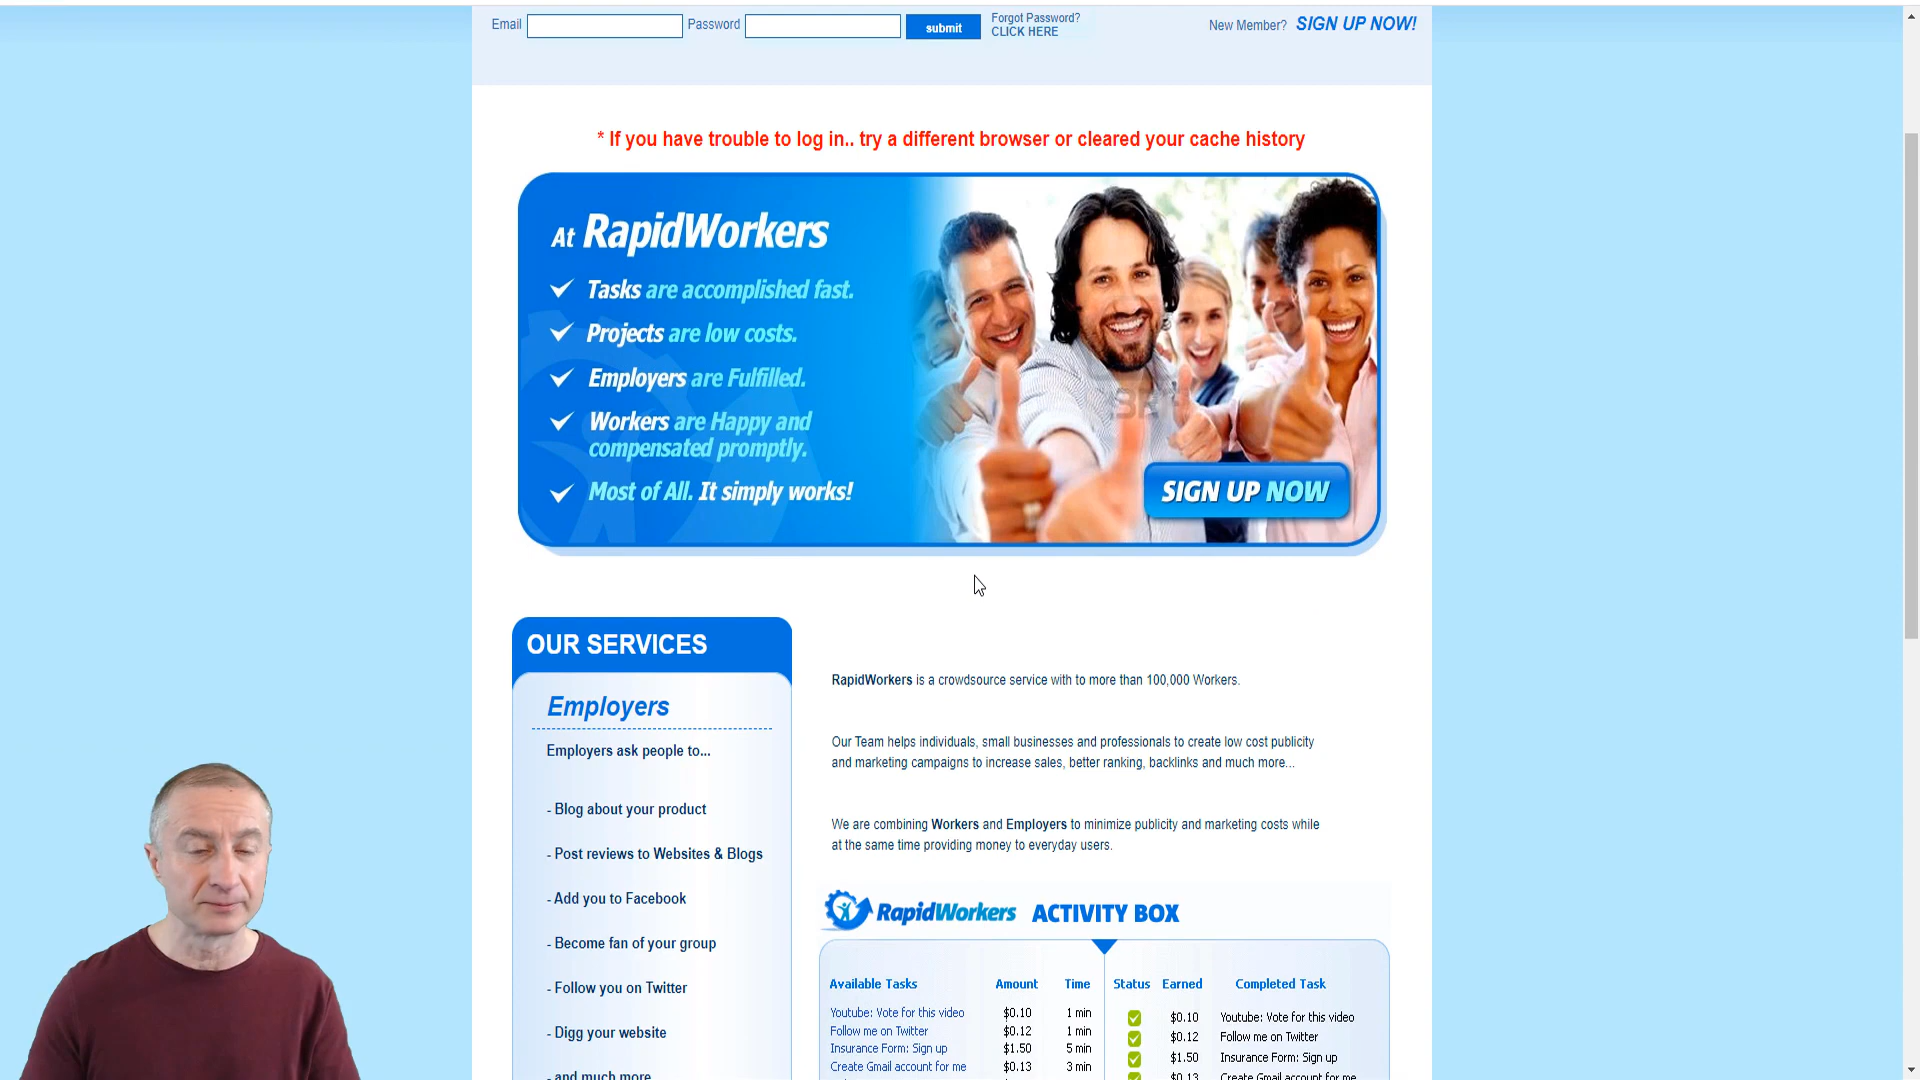 Email Password submit Forgot Password?
CLICK HERE
New Member? SIGN UP NOW!
* If you have trouble to log in.. try a different browser or cleared your cache history
At RapidWorkers
Tasks are accomplished fast.
Projects are low costs.
Employers are Fulfilled.
Workers are Happy and
compensated promptly.
Most of All. It simply works!
SIGN UP NOW
OUR SERVICES
Employers
Employers ask people to...
- Blog about your product
- Post reviews to Websites & Blogs
- Add you to Facebook
- Become fan of your group
- Follow you on Twitter
- Digg your website
- and much more
RapidWorkers is a crowdsource service with to more than 100,000 Workers.
Our Team helps individuals, small businesses and professionals to create low cost publicity
and marketing campaigns to increase sales, better ranking, backlinks and much more...
We are combining Workers and Employers to minimize publicity and marketing costs while
at the same time providing money to everyday users.
RapidWorkers ACTIVITY BOX
Available Tasks Amount Time Status Earned Completed Task
Youtube: Vote for this video $0.10 1 min $0.10 Youtube: Vote for this video
Follow me on Twitter $0.12 1 min $0.12 Follow me on Twitter
Insurance Form: Sign up $1.50 5 min $1.50 Insurance Form: Sign up
Create Gmail account for me $0.13 3 min $0.13 Create Gmail account for me